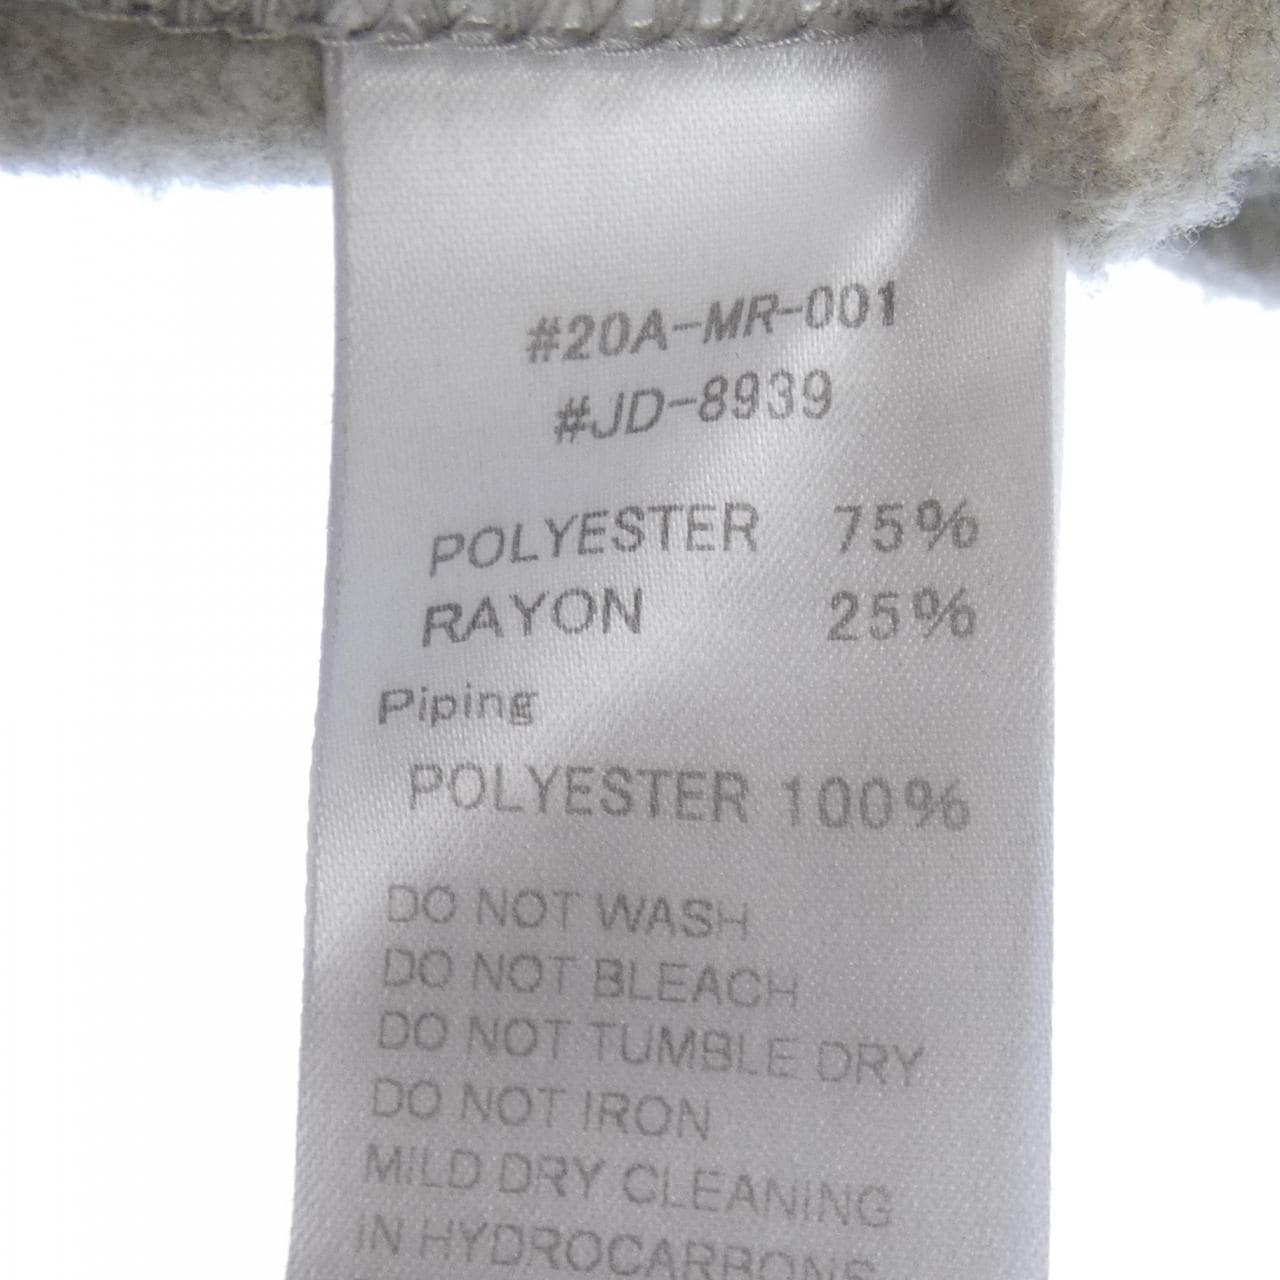 #20A-MR-001
#JD-8939
POLYESTER 75%
RAYON 25%
Piping
POLYESTER 100%
DO NOT WASH
DO NOT BLEACH
DO NOT TUMBLE DRY
DO NOT IRON
MILD DRY CLEANING
IN HYDROCARBONS